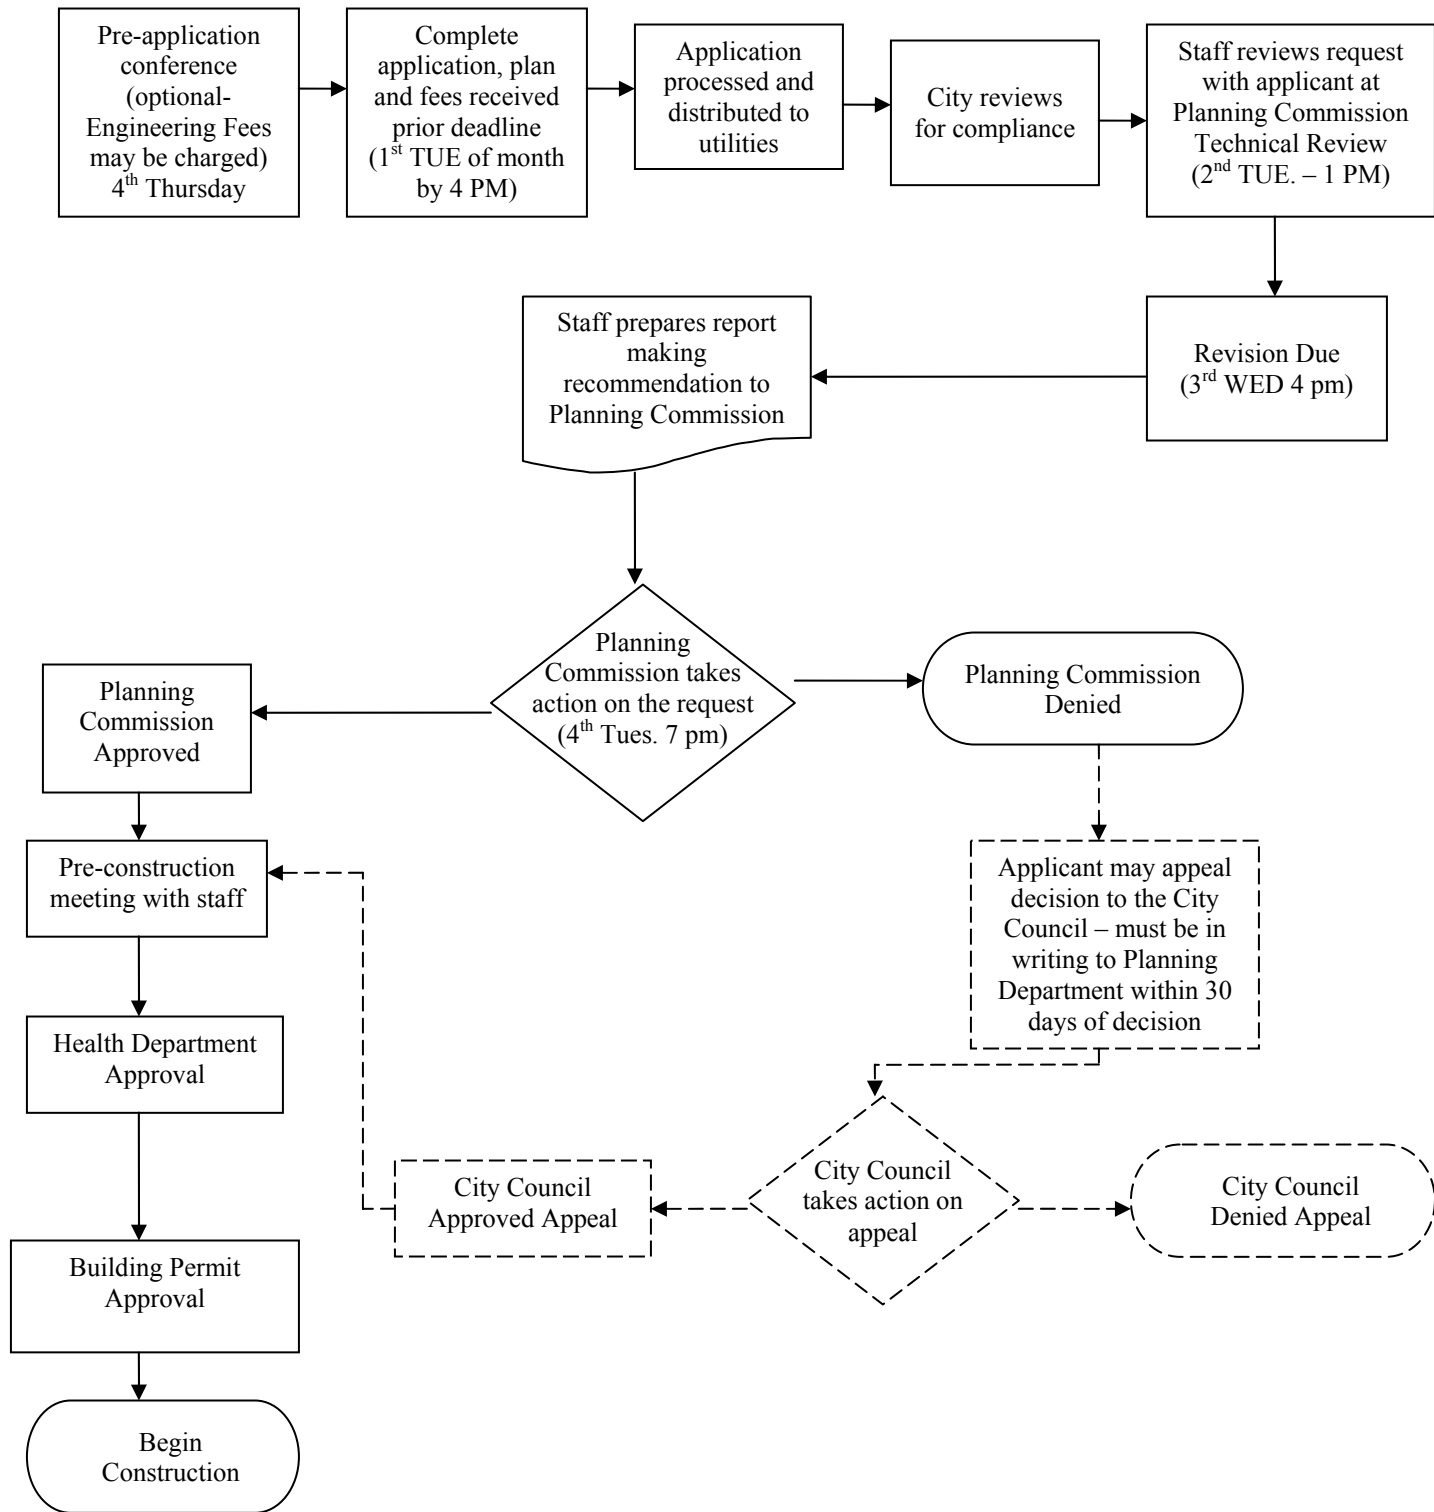 Pre-application
conference
(optional-
Engineering Fees
may be charged)
4th Thursday
Complete
application, plan
and fees received
prior deadline
(1st TUE of month
by 4 PM)
Application
processed and
distributed to
utilities
City reviews
for compliance
Staff reviews request
with applicant at
Planning Commission
Technical Review
(2nd TUE. – 1 PM)
Revision Due
(3rd WED 4 pm)
Staff prepares report
making
recommendation to
Planning Commission
Planning
Commission takes
action on the request
(4th Tues. 7 pm)
Planning Commission
Denied
Planning
Commission
Approved
Pre-construction
meeting with staff
Applicant may appeal
decision to the City
Council – must be in
writing to Planning
Department within 30
days of decision
Health Department
Approval
City Council
takes action on
appeal
City Council
Approved Appeal
City Council
Denied Appeal
Building Permit
Approval
Begin
Construction